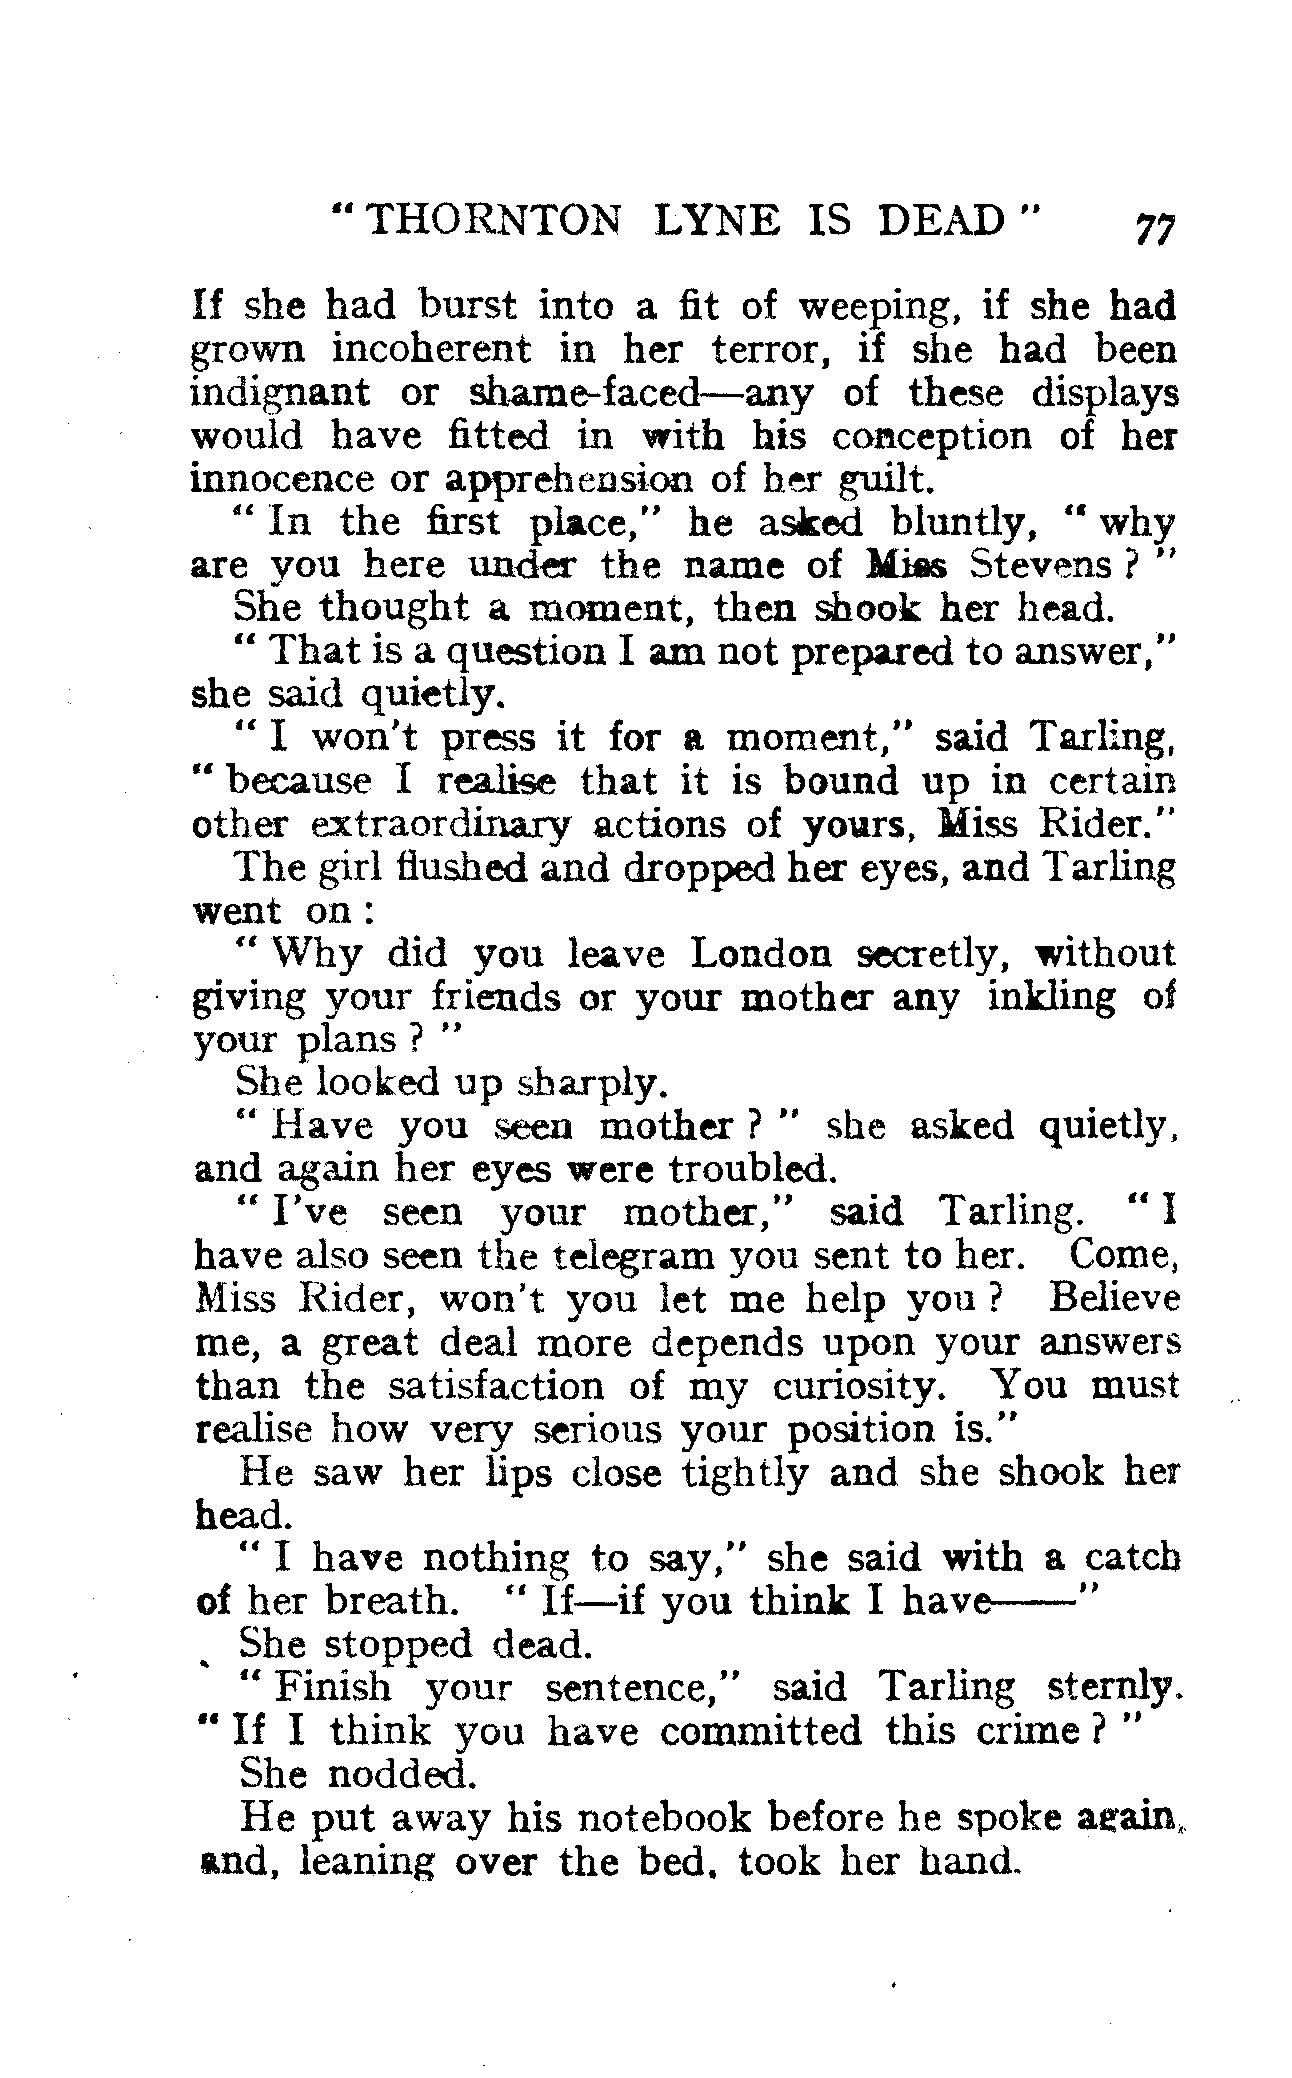 “ THORNTON LYNE IS DEAD ” 77
If she had burst into a fit of weeping, if she had
grown incoherent in her terror, if she had been
indignant or shame-faced—any of these displays
would have fitted in with his conception of her
innocence or apprehension of her guilt.
“ In the first place,” he asked bluntly, “ why
are you here under the name of Miss Stevens ? ”
She thought a moment, then shook her head.
“ That is a question I am not prepared to answer,”
she said quietly.
“ I won't press it for a moment,” said Tarling,
“ because I realise that it is bound up in certain
other extraordinary actions of yours, Miss Rider.”
The girl flushed and dropped her eyes, and Tarling
went on :
“ Why did you leave London secretly, without
giving your friends or your mother any inkling of
your plans ? ”
She looked up sharply.
“ Have you seen mother ? ” she asked quietly,
and again her eyes were troubled.
“ I've seen your mother,” said Tarling. “ I
have also seen the telegram you sent to her. Come,
Miss Rider, won't you let me help you ? Believe
me, a great deal more depends upon your answers
than the satisfaction of my curiosity. You must
realise how very serious your position is.”
He saw her lips close tightly and she shook her
head.
“ I have nothing to say,” she said with a catch
of her breath. “ If—if you think I have——”
She stopped dead.
“ Finish your sentence,” said Tarling sternly.
“ If I think you have committed this crime ? ”
She nodded.
He put away his notebook before he spoke again,
and, leaning over the bed, took her hand.